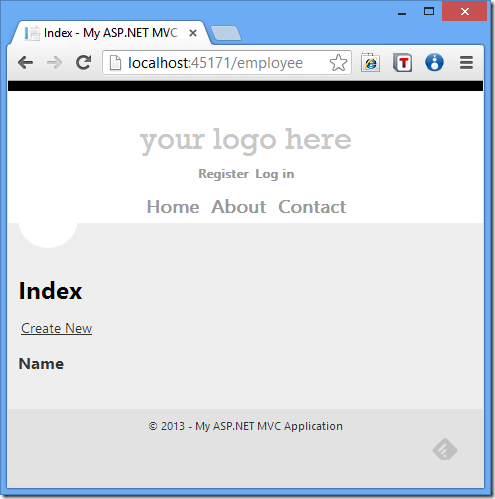 Index - My ASP.NET MVC
localhost:45171/employee
T
your logo here
Register Log in
Home About Contact
Index
Create New
Name
© 2013 - My ASP.NET MVC Application